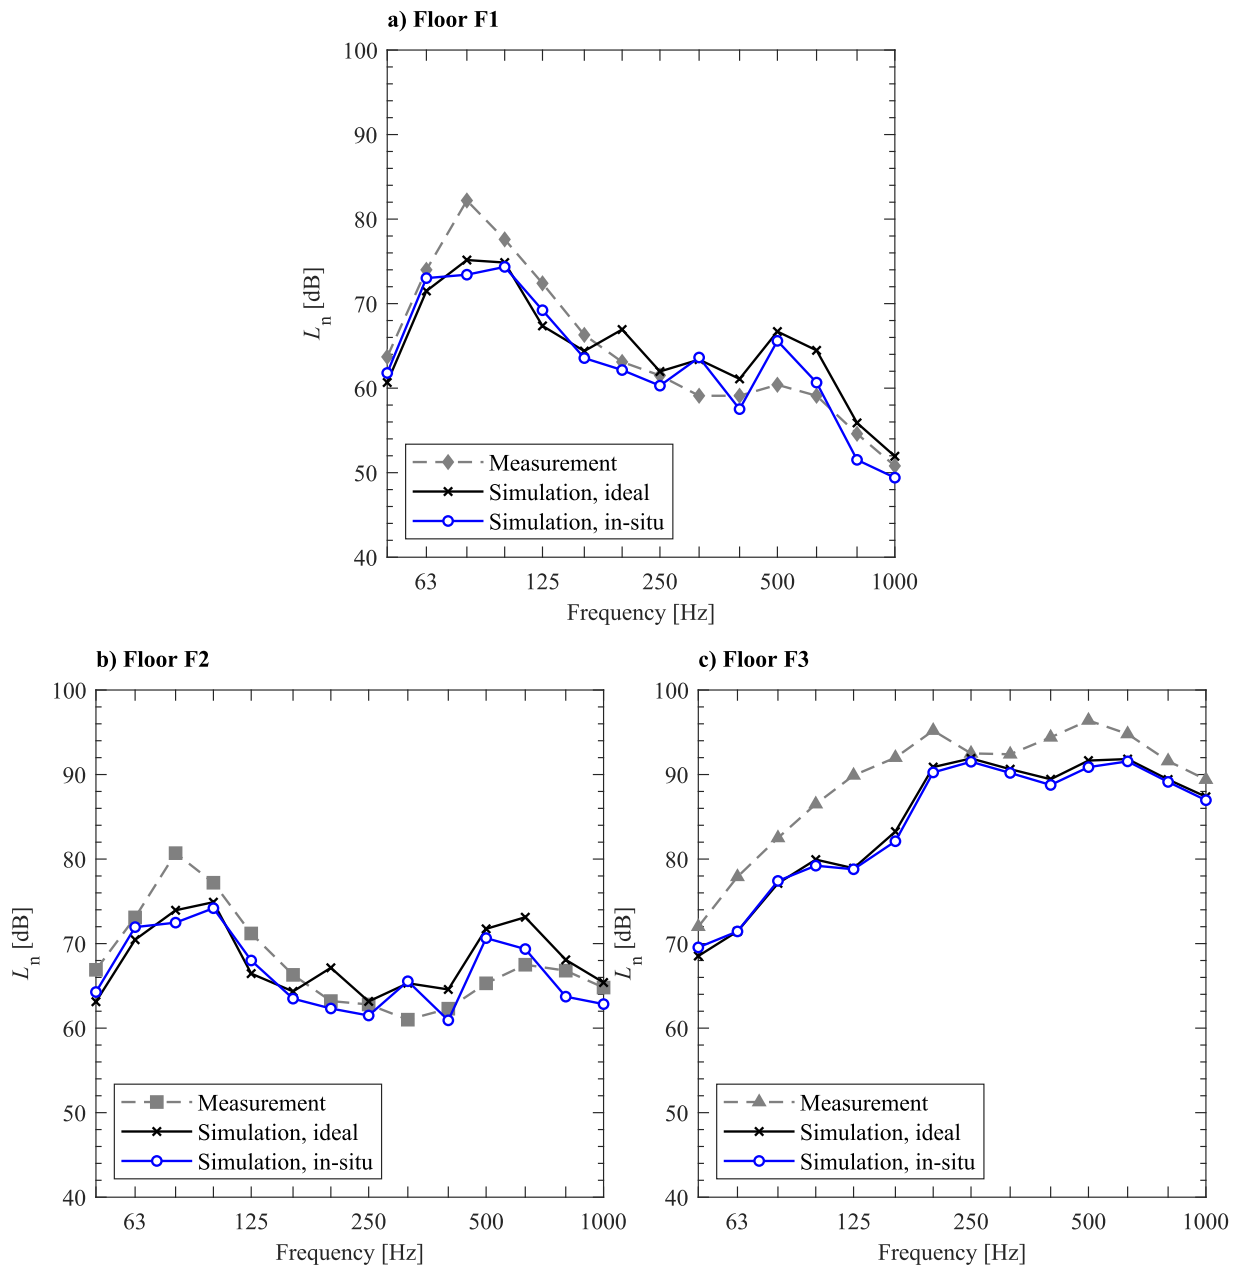 a) Floor F1
100
90
80
70
60
50
40
L_n [dB]
Measurement
Simulation, ideal
Simulation, in-situ
63 125 250 500 1000
Frequency [Hz]
b) Floor F2
100
90
80
70
60
50
40
L_n [dB]
Measurement
Simulation, ideal
Simulation, in-situ
63 125 250 500 1000
Frequency [Hz]
c) Floor F3
100
90
80
70
60
50
40
L_n [dB]
Measurement
Simulation, ideal
Simulation, in-situ
63 125 250 500 1000
Frequency [Hz]